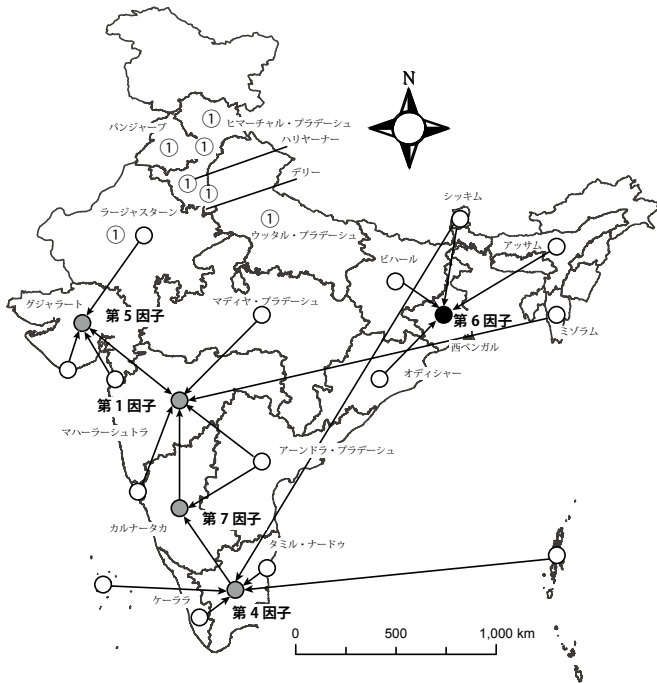 N
①
ヒマーチャル・プラデーシュ
パンジャーブ
①
①
ハリヤーナー
①
①
デリー
シッキム
ラージャスターン
①
①
ウッタル・プラデーシュ
アッサム
ビハール
グジャラート
第5因子
マディヤ・プラデーシュ
第6因子
ミゾラム
西ベンガル
オディシャー
第1因子
マハーラーシュトラ
アーンドラ・プラデーシュ
第7因子
カルナータカ
タミル・ナードゥ
ケーララ
第4因子
0 500 1,000 km